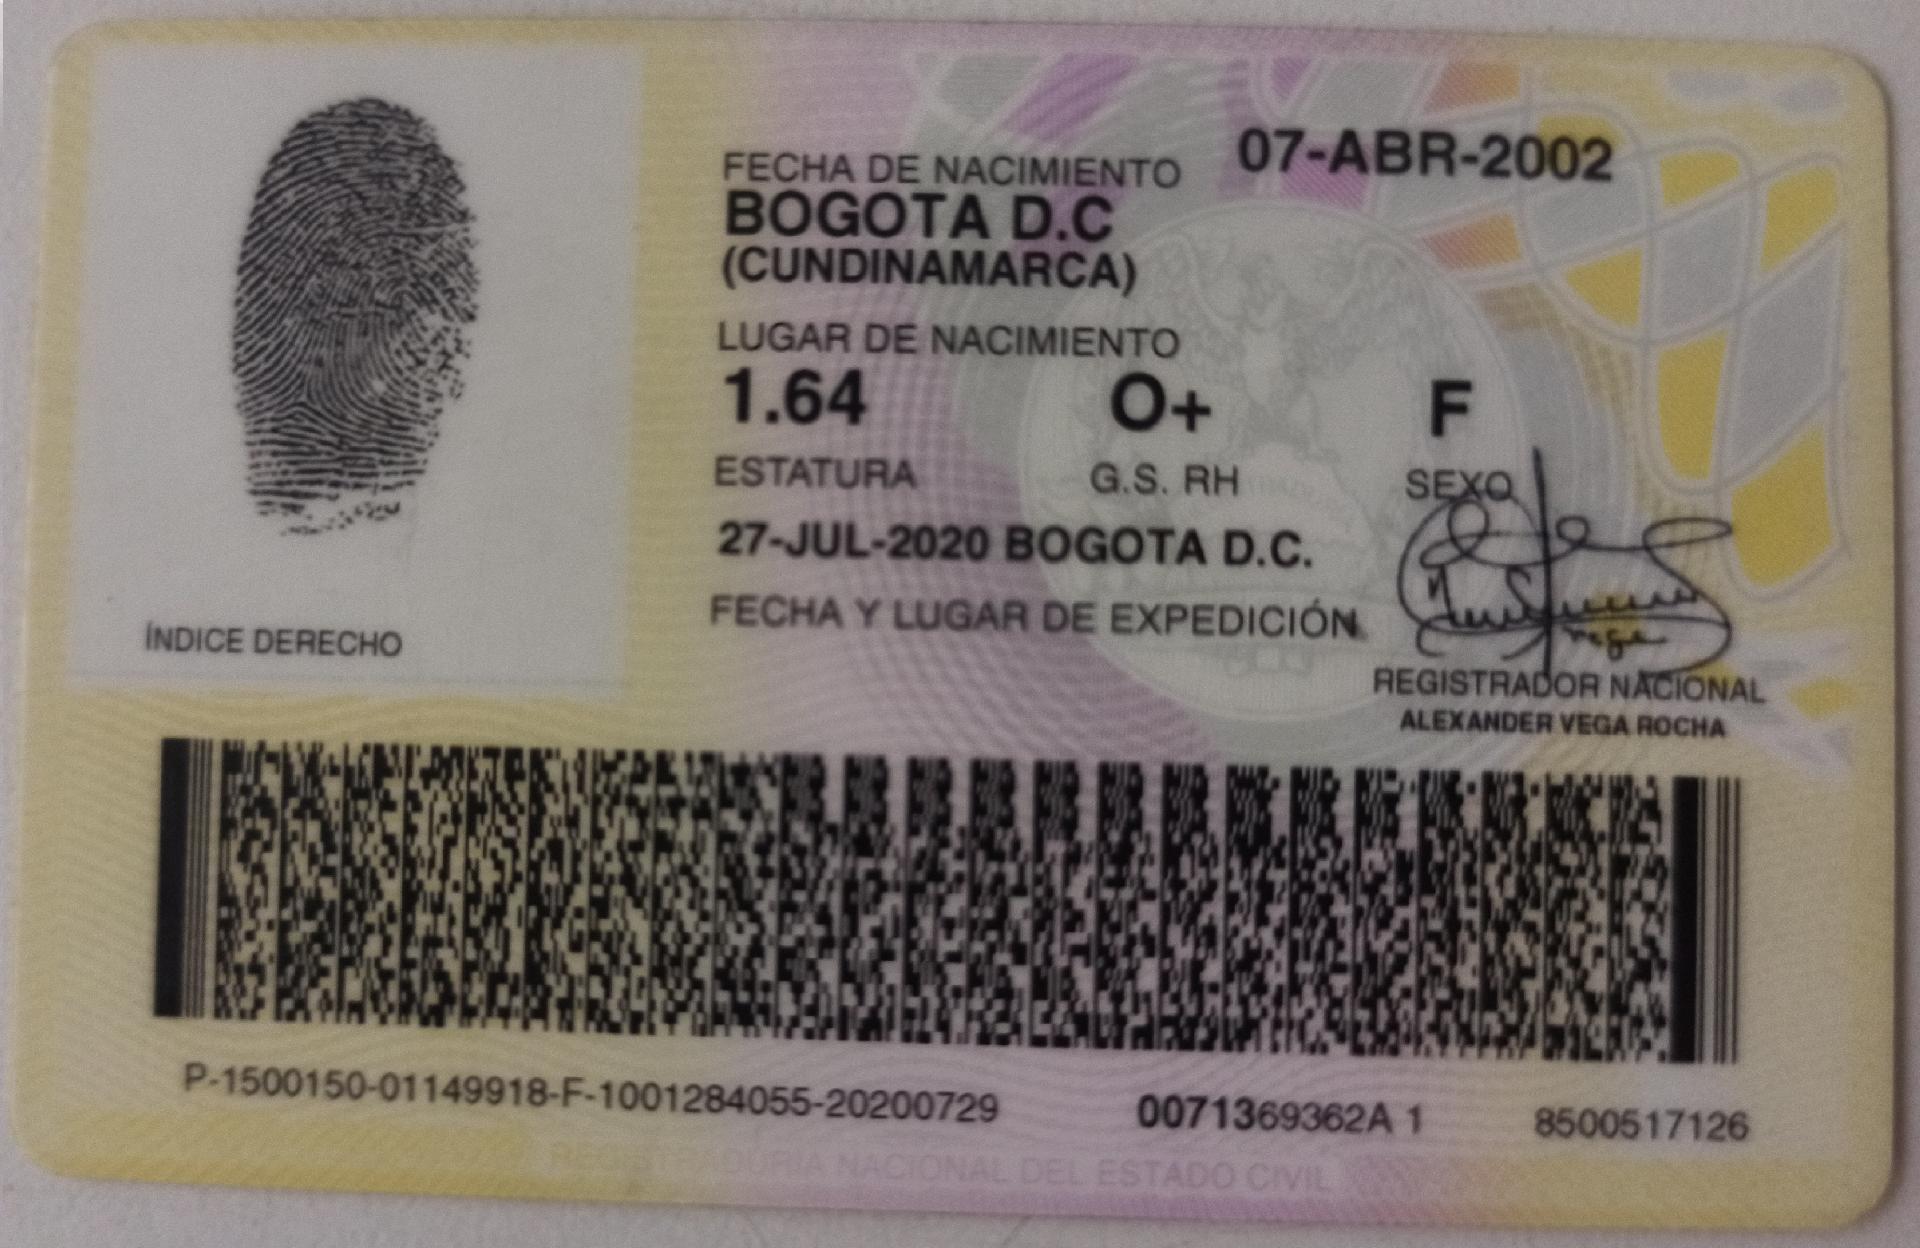 FECHA DE NACIMIENTO 07-ABR-2002
BOGOTA D.C
(CUNDINAMARCA)
LUGAR DE NACIMIENTO
1.64 O+ F
ESTATURA G.S. RH SEXO
27-JUL-2020 BOGOTA D.C.
FECHA Y LUGAR DE EXPEDICIÓN
ÍNDICE DERECHO
REGISTRADOR NACIONAL
ALEXANDER VEGA ROCHA
P-1500150-01149918-F-1001284055-20200729 0071369362A 1 8500517126
REGISTRADURIA NACIONAL DEL ESTADO CIVIL